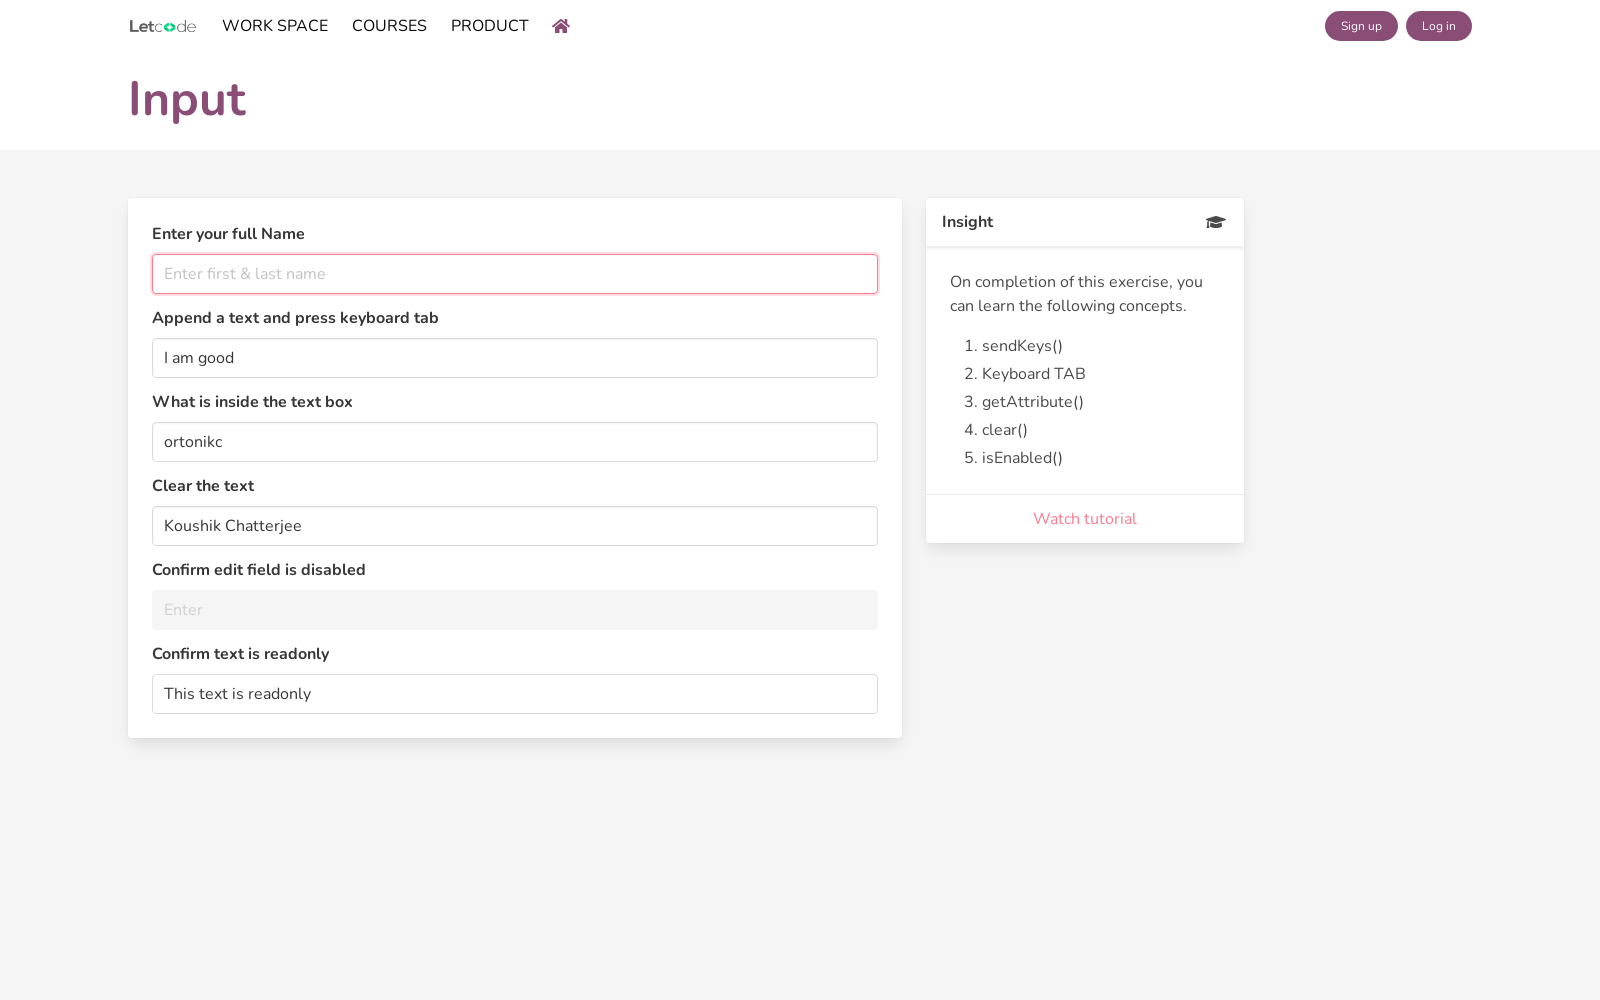 Letcode
WORK SPACE
COURSES
PRODUCT
Sign up
Log in
Input
Enter your full Name
Enter first & last name
Append a text and press keyboard tab
I am good
What is inside the text box
ortonikc
Clear the text
Koushik Chatterjee
Confirm edit field is disabled
Enter
Confirm text is readonly
This text is readonly
Insight
On completion of this exercise, you
can learn the following concepts.
1. sendKeys()
2. Keyboard TAB
3. getAttribute()
4. clear()
5. isEnabled()
Watch tutorial